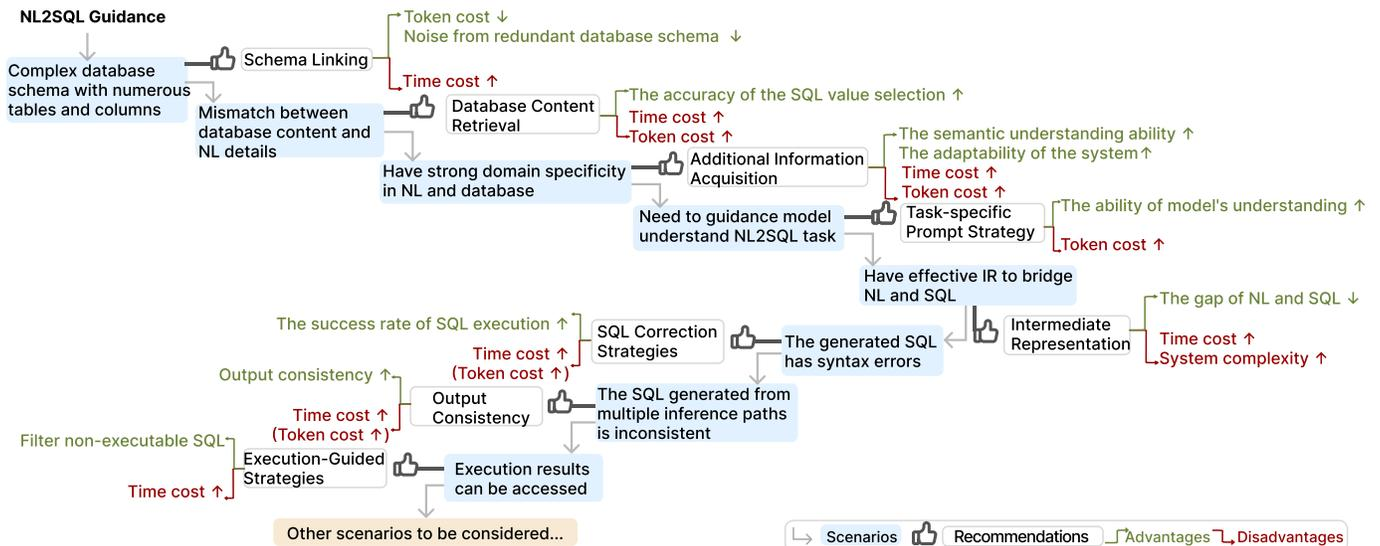 NL2SQL Guidance
Complex database
schema with numerous
tables and columns
Schema Linking
Token cost ↓
Noise from redundant database schema ↓
Time cost ↑
Mismatch between
database content and
NL details
Database Content
Retrieval
The accuracy of the SQL value selection ↑
Time cost ↑
Token cost ↑
Have strong domain specificity
in NL and database
Additional Information
Acquisition
The semantic understanding ability ↑
The adaptability of the system↑
Time cost ↑
Token cost ↑
Need to guidance model
understand NL2SQL task
Task-specific
Prompt Strategy
The ability of model's understanding ↑
Token cost ↑
Have effective IR to bridge
NL and SQL
Intermediate
Representation
The gap of NL and SQL ↓
Time cost ↑
System complexity ↑
The generated SQL
has syntax errors
SQL Correction
Strategies
The success rate of SQL execution ↑
Time cost ↑
(Token cost ↑)
The SQL generated from
multiple inference paths
is inconsistent
Output
Consistency
Output consistency ↑
Time cost ↑
(Token cost ↑)
Execution results
can be accessed
Execution-Guided
Strategies
Filter non-executable SQL
Time cost ↑
Other scenarios to be considered...
Scenarios
Recommendations
Advantages
Disadvantages